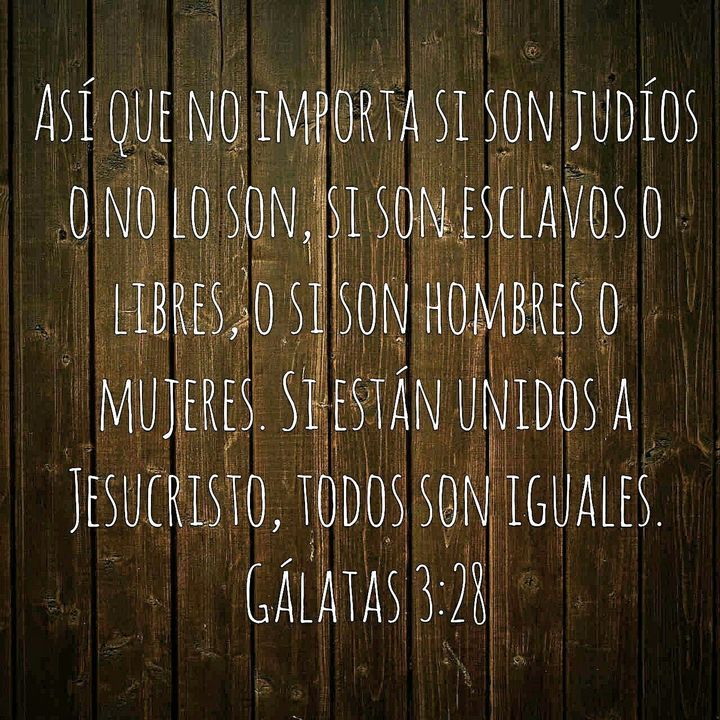 Así que no importa si son judíos
o no lo son, si son esclavos o
libres, o si son hombres o
mujeres. Si están unidos a
Jesucristo, todos son iguales.
Gálatas 3:28